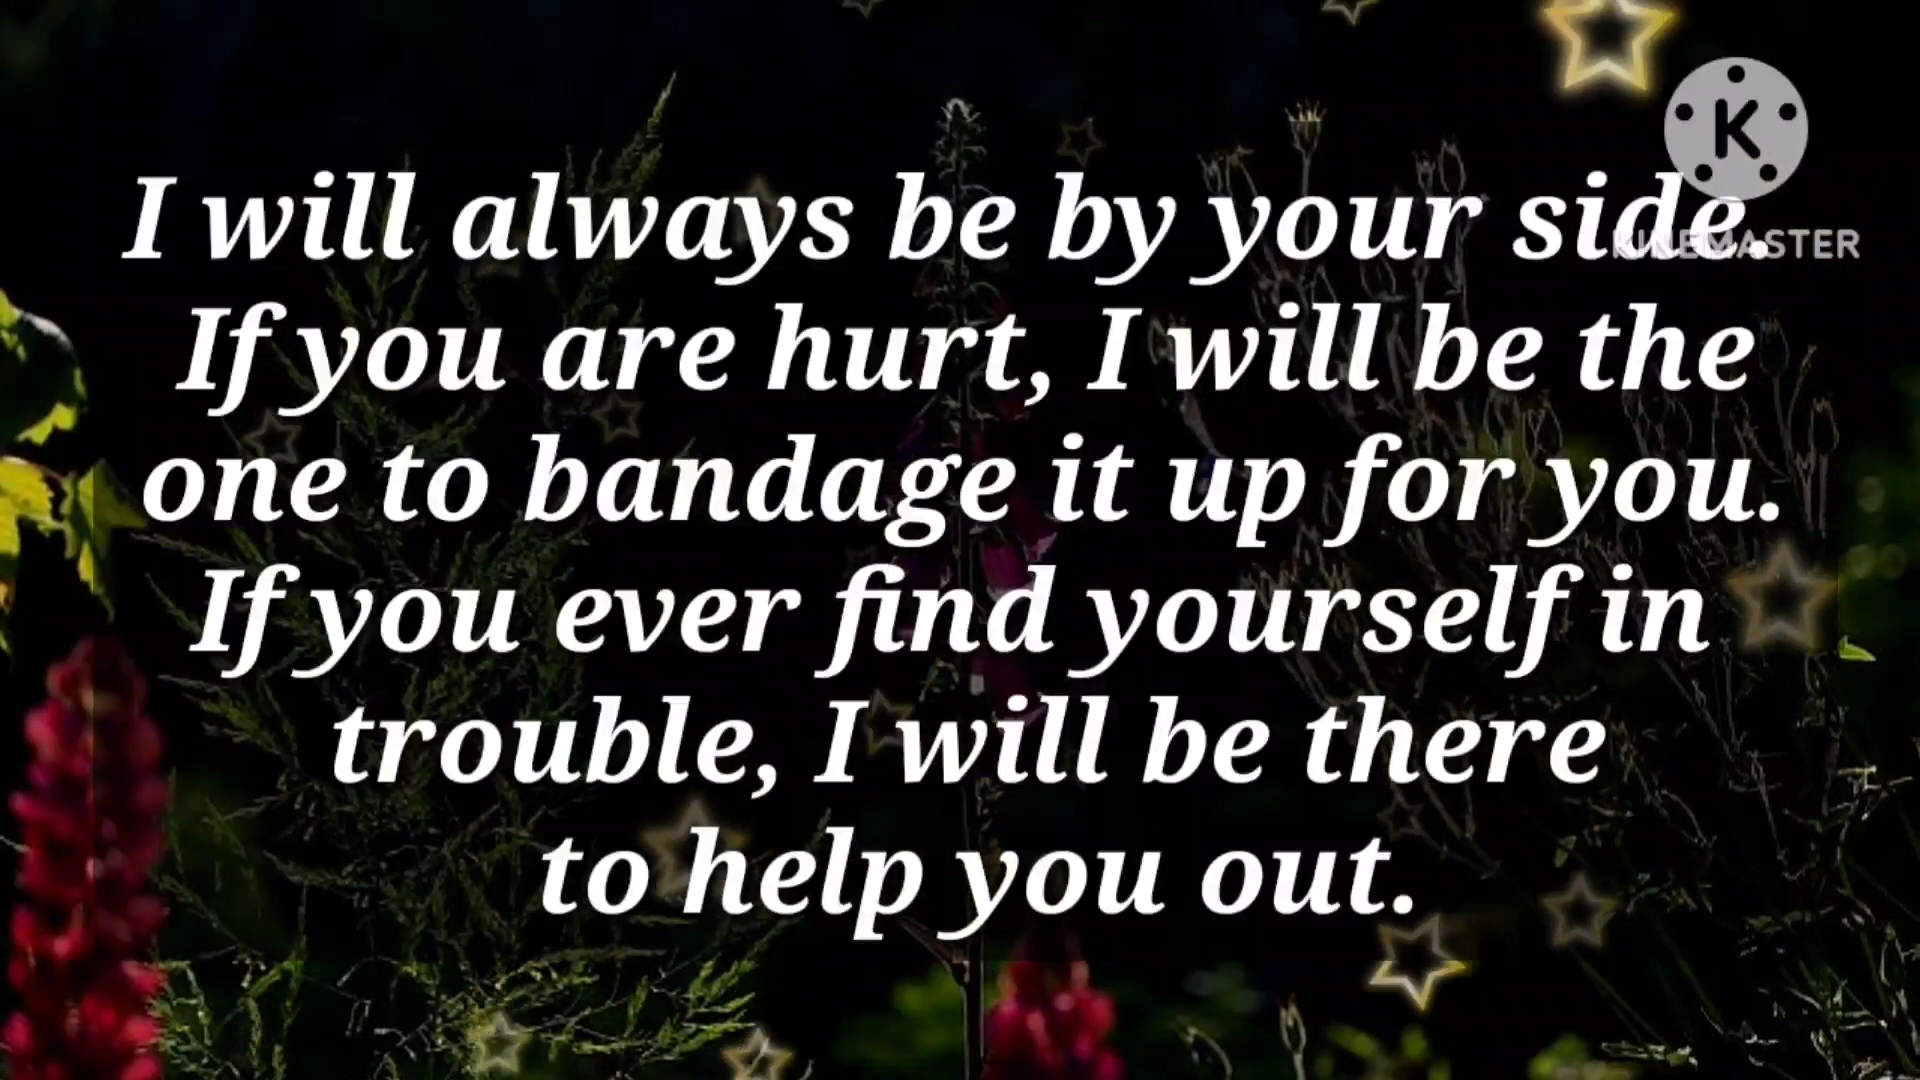 I will always be by your side.
If you are hurt, I will be the
one to bandage it up for you.
If you ever find yourself in
trouble, I will be there
to help you out.
K
KINEMASTER